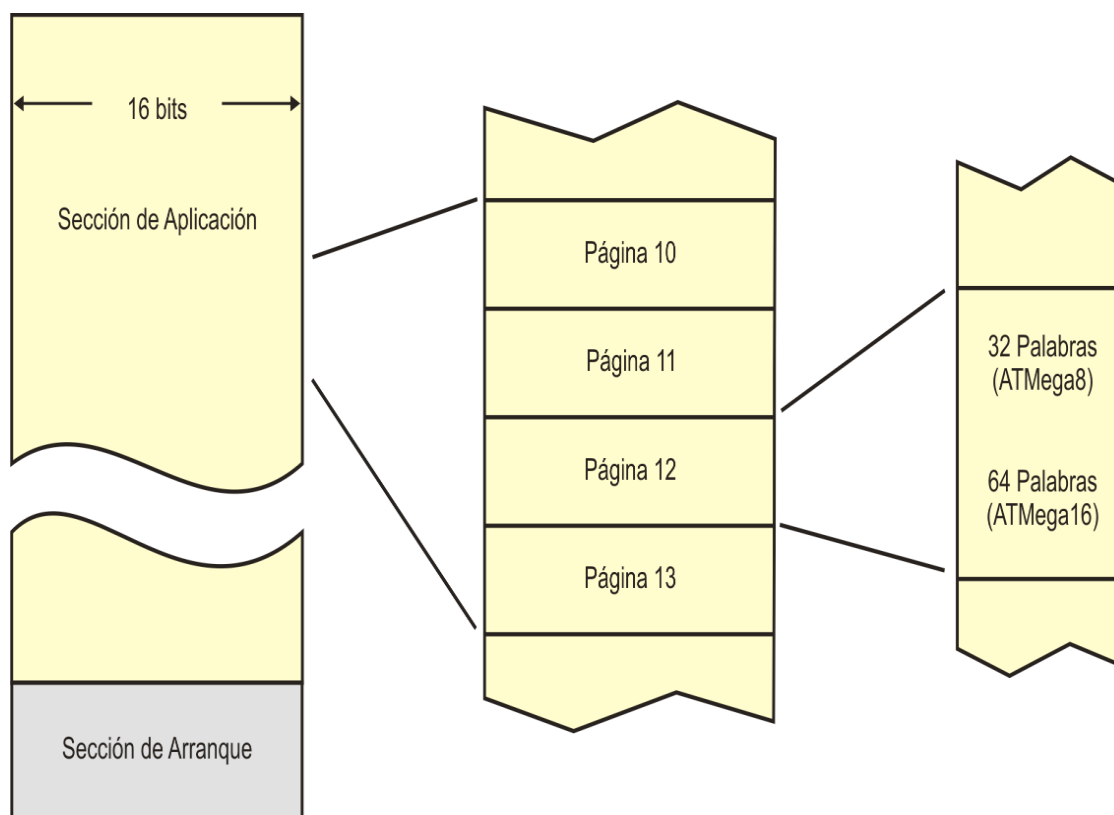 16 bits
Sección de Aplicación
Sección de Arranque
Página 10
Página 11
Página 12
Página 13
32 Palabras
(ATMega8)
64 Palabras
(ATMega16)